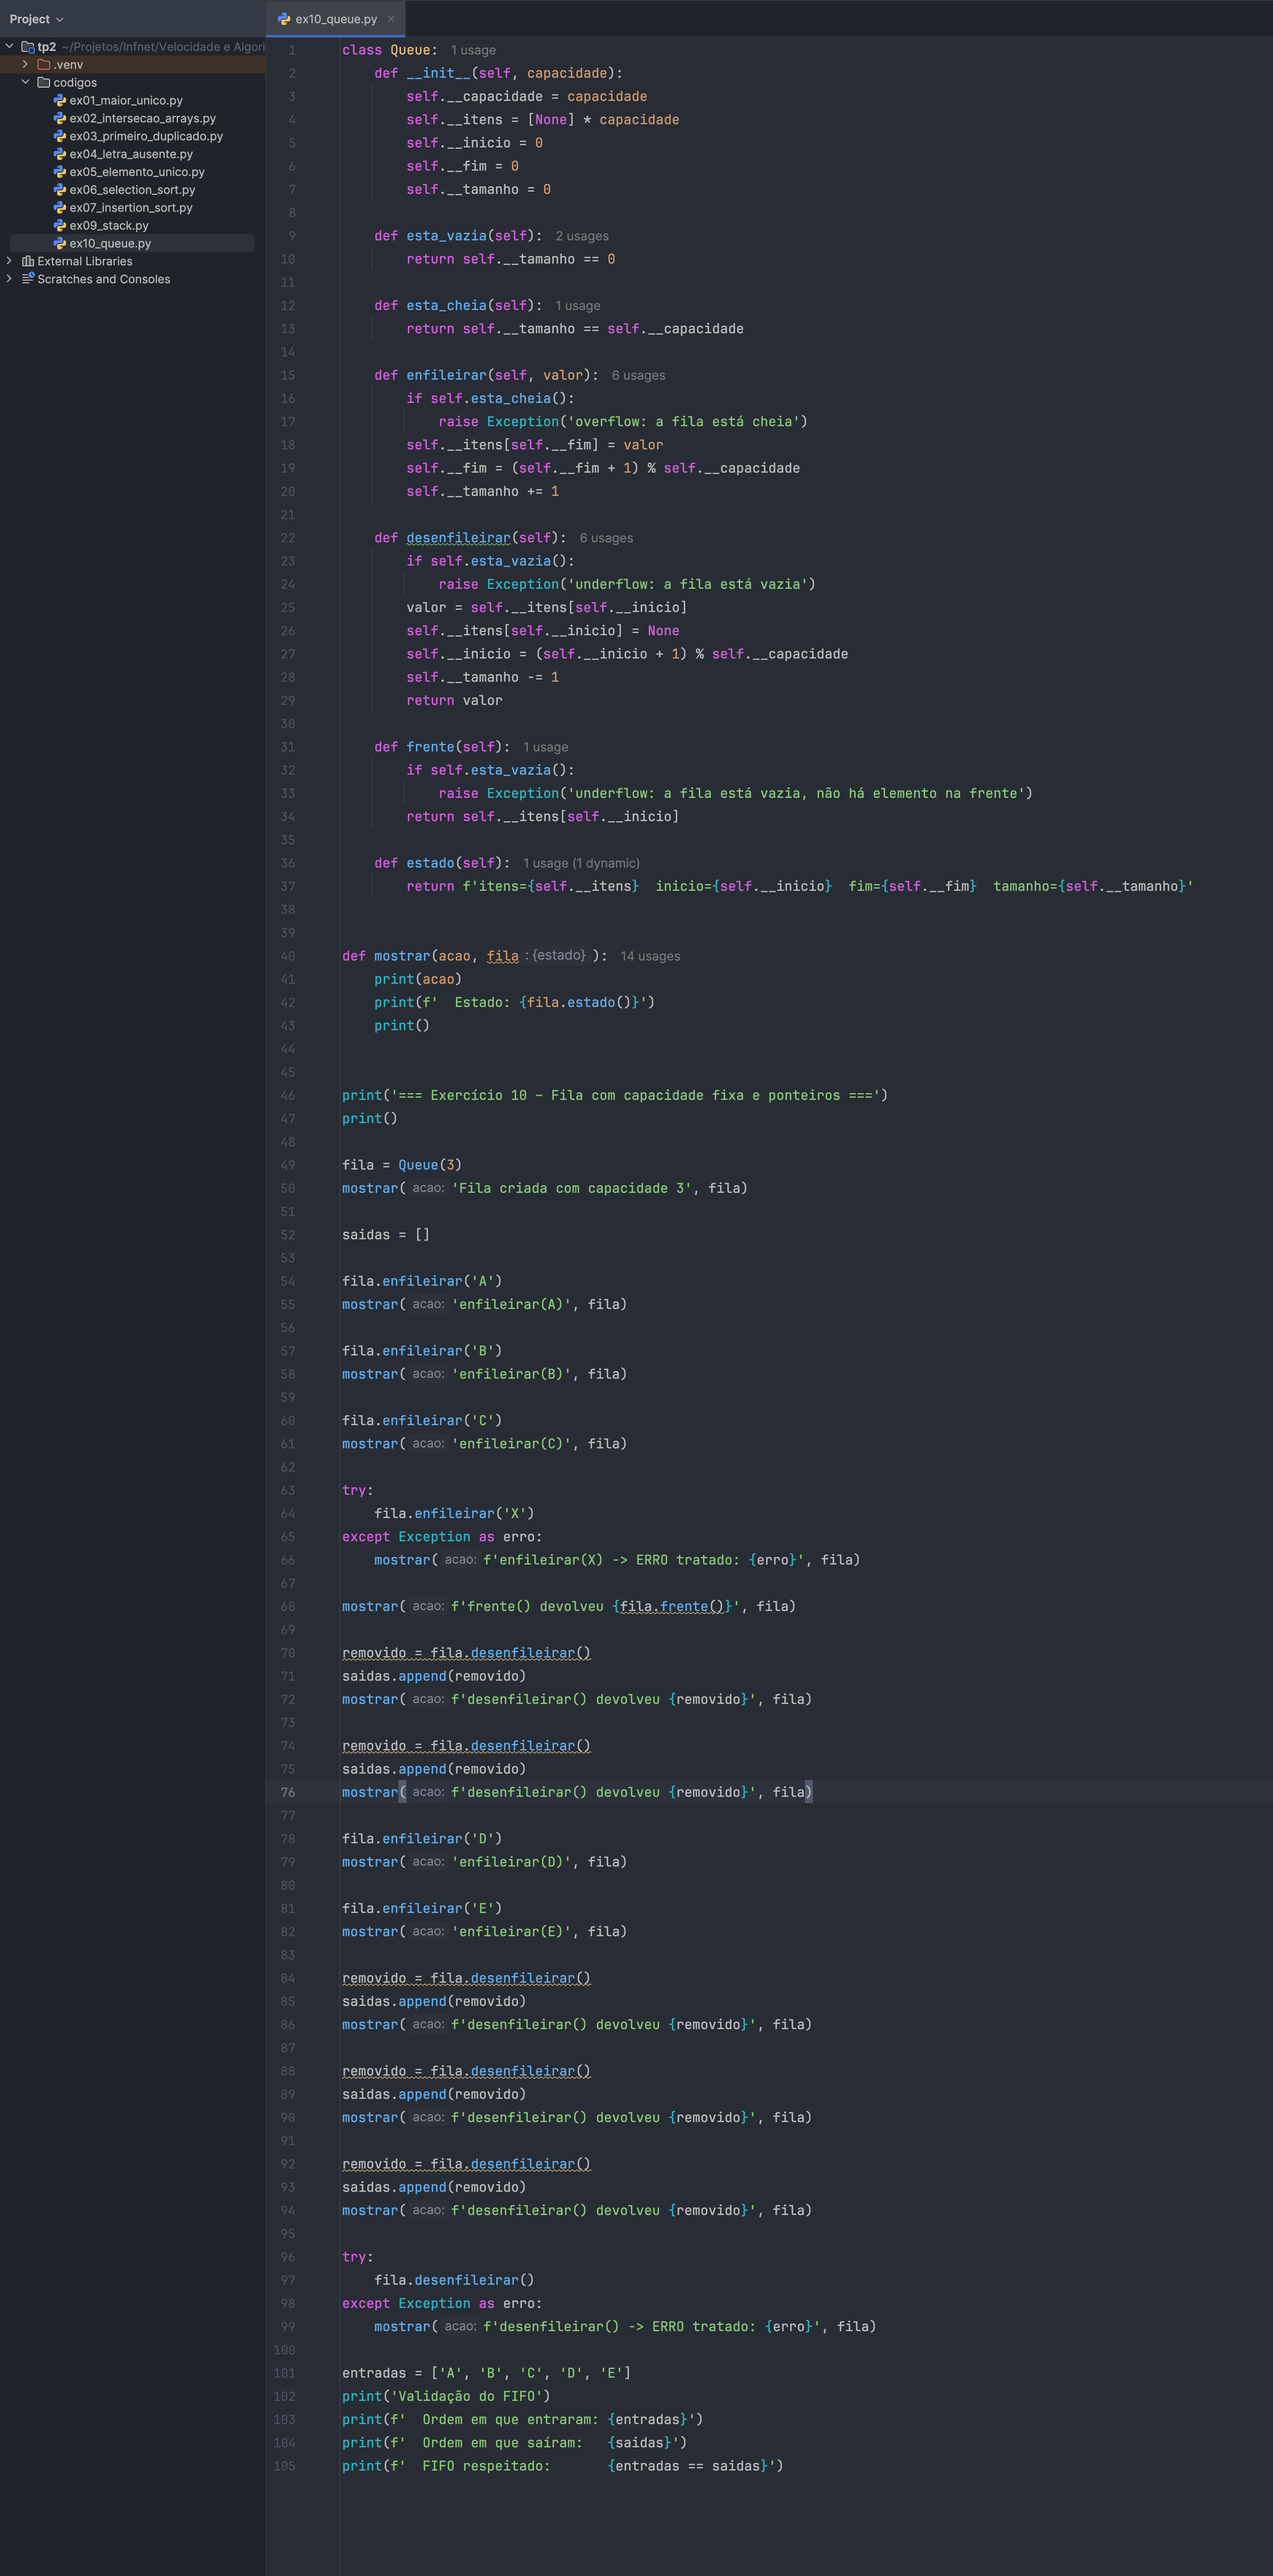 Project
tp2 ~/Projetos/Infnet/Velocidade e Algori
.venv
codigos
ex01_maior_unico.py
ex02_intersecao_arrays.py
ex03_primeiro_duplicado.py
ex04_letra_ausente.py
ex05_elemento_unico.py
ex06_selection_sort.py
ex07_insertion_sort.py
ex09_stack.py
ex10_queue.py
External Libraries
Scratches and Consoles
ex10_queue.py
1 class Queue: 1 usage
2     def __init__(self, capacidade):
3         self.__capacidade = capacidade
4         self.__itens = [None] * capacidade
5         self.__inicio = 0
6         self.__fim = 0
7         self.__tamanho = 0
8
9     def esta_vazia(self): 2 usages
10         return self.__tamanho == 0
11
12     def esta_cheia(self): 1 usage
13         return self.__tamanho == self.__capacidade
14
15     def enfileirar(self, valor): 6 usages
16         if self.esta_cheia():
17             raise Exception('overflow: a fila está cheia')
18         self.__itens[self.__fim] = valor
19         self.__fim = (self.__fim + 1) % self.__capacidade
20         self.__tamanho += 1
21
22     def desenfileirar(self): 6 usages
23         if self.esta_vazia():
24             raise Exception('underflow: a fila está vazia')
25         valor = self.__itens[self.__inicio]
26         self.__itens[self.__inicio] = None
27         self.__inicio = (self.__inicio + 1) % self.__capacidade
28         self.__tamanho -= 1
29         return valor
30
31     def frente(self): 1 usage
32         if self.esta_vazia():
33             raise Exception('underflow: a fila está vazia, não há elemento na frente')
34         return self.__itens[self.__inicio]
35
36     def estado(self): 1 usage (1 dynamic)
37         return f'itens={self.__itens}  inicio={self.__inicio}  fim={self.__fim}  tamanho={self.__tamanho}'
38
39
40 def mostrar(acao, fila : {estado} ): 14 usages
41     print(acao)
42     print(f'  Estado: {fila.estado()}')
43     print()
44
45
46 print('=== Exercício 10 - Fila com capacidade fixa e ponteiros ===')
47 print()
48
49 fila = Queue(3)
50 mostrar( acao: 'Fila criada com capacidade 3', fila)
51
52 saidas = []
53
54 fila.enfileirar('A')
55 mostrar( acao: 'enfileirar(A)', fila)
56
57 fila.enfileirar('B')
58 mostrar( acao: 'enfileirar(B)', fila)
59
60 fila.enfileirar('C')
61 mostrar( acao: 'enfileirar(C)', fila)
62
63 try:
64     fila.enfileirar('X')
65 except Exception as erro:
66     mostrar( acao: f'enfileirar(X) -> ERRO tratado: {erro}', fila)
67
68 mostrar( acao: f'frente() devolveu {fila.frente()}', fila)
69
70 removido = fila.desenfileirar()
71 saidas.append(removido)
72 mostrar( acao: f'desenfileirar() devolveu {removido}', fila)
73
74 removido = fila.desenfileirar()
75 saidas.append(removido)
76 mostrar( acao: f'desenfileirar() devolveu {removido}', fila)
77
78 fila.enfileirar('D')
79 mostrar( acao: 'enfileirar(D)', fila)
80
81 fila.enfileirar('E')
82 mostrar( acao: 'enfileirar(E)', fila)
83
84 removido = fila.desenfileirar()
85 saidas.append(removido)
86 mostrar( acao: f'desenfileirar() devolveu {removido}', fila)
87
88 removido = fila.desenfileirar()
89 saidas.append(removido)
90 mostrar( acao: f'desenfileirar() devolveu {removido}', fila)
91
92 removido = fila.desenfileirar()
93 saidas.append(removido)
94 mostrar( acao: f'desenfileirar() devolveu {removido}', fila)
95
96 try:
97     fila.desenfileirar()
98 except Exception as erro:
99     mostrar( acao: f'desenfileirar() -> ERRO tratado: {erro}', fila)
100
101 entradas = ['A', 'B', 'C', 'D', 'E']
102 print('Validação do FIFO')
103 print(f'  Ordem em que entraram: {entradas}')
104 print(f'  Ordem em que saíram:   {saidas}')
105 print(f'  FIFO respeitado:       {entradas == saidas}')